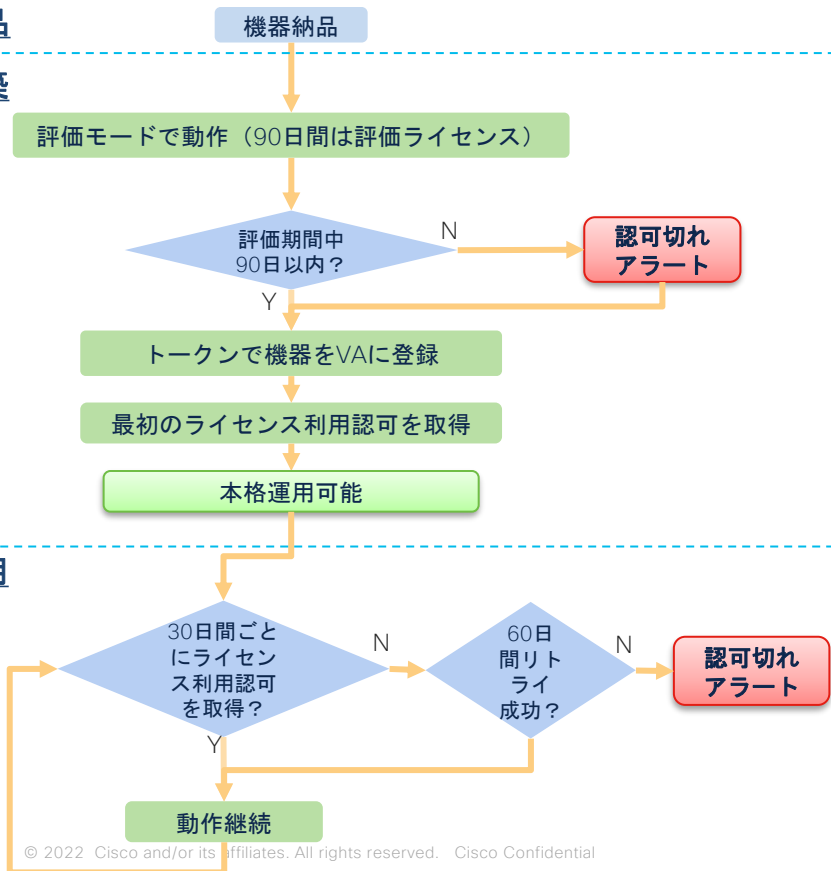 品
機器納品
築
評価モードで動作（90日間は評価ライセンス）
評価期間中
90日以内？
N
認可切れ
アラート
Y
トークンで機器をVAに登録
最初のライセンス利用認可を取得
本格運用可能
用
30日間ごと
にライセン
ス利用認可
を取得？
N
60日
間リト
ライ
成功？
N
認可切れ
アラート
Y
動作継続
© 2022 Cisco and/or its affiliates. All rights reserved. Cisco Confidential